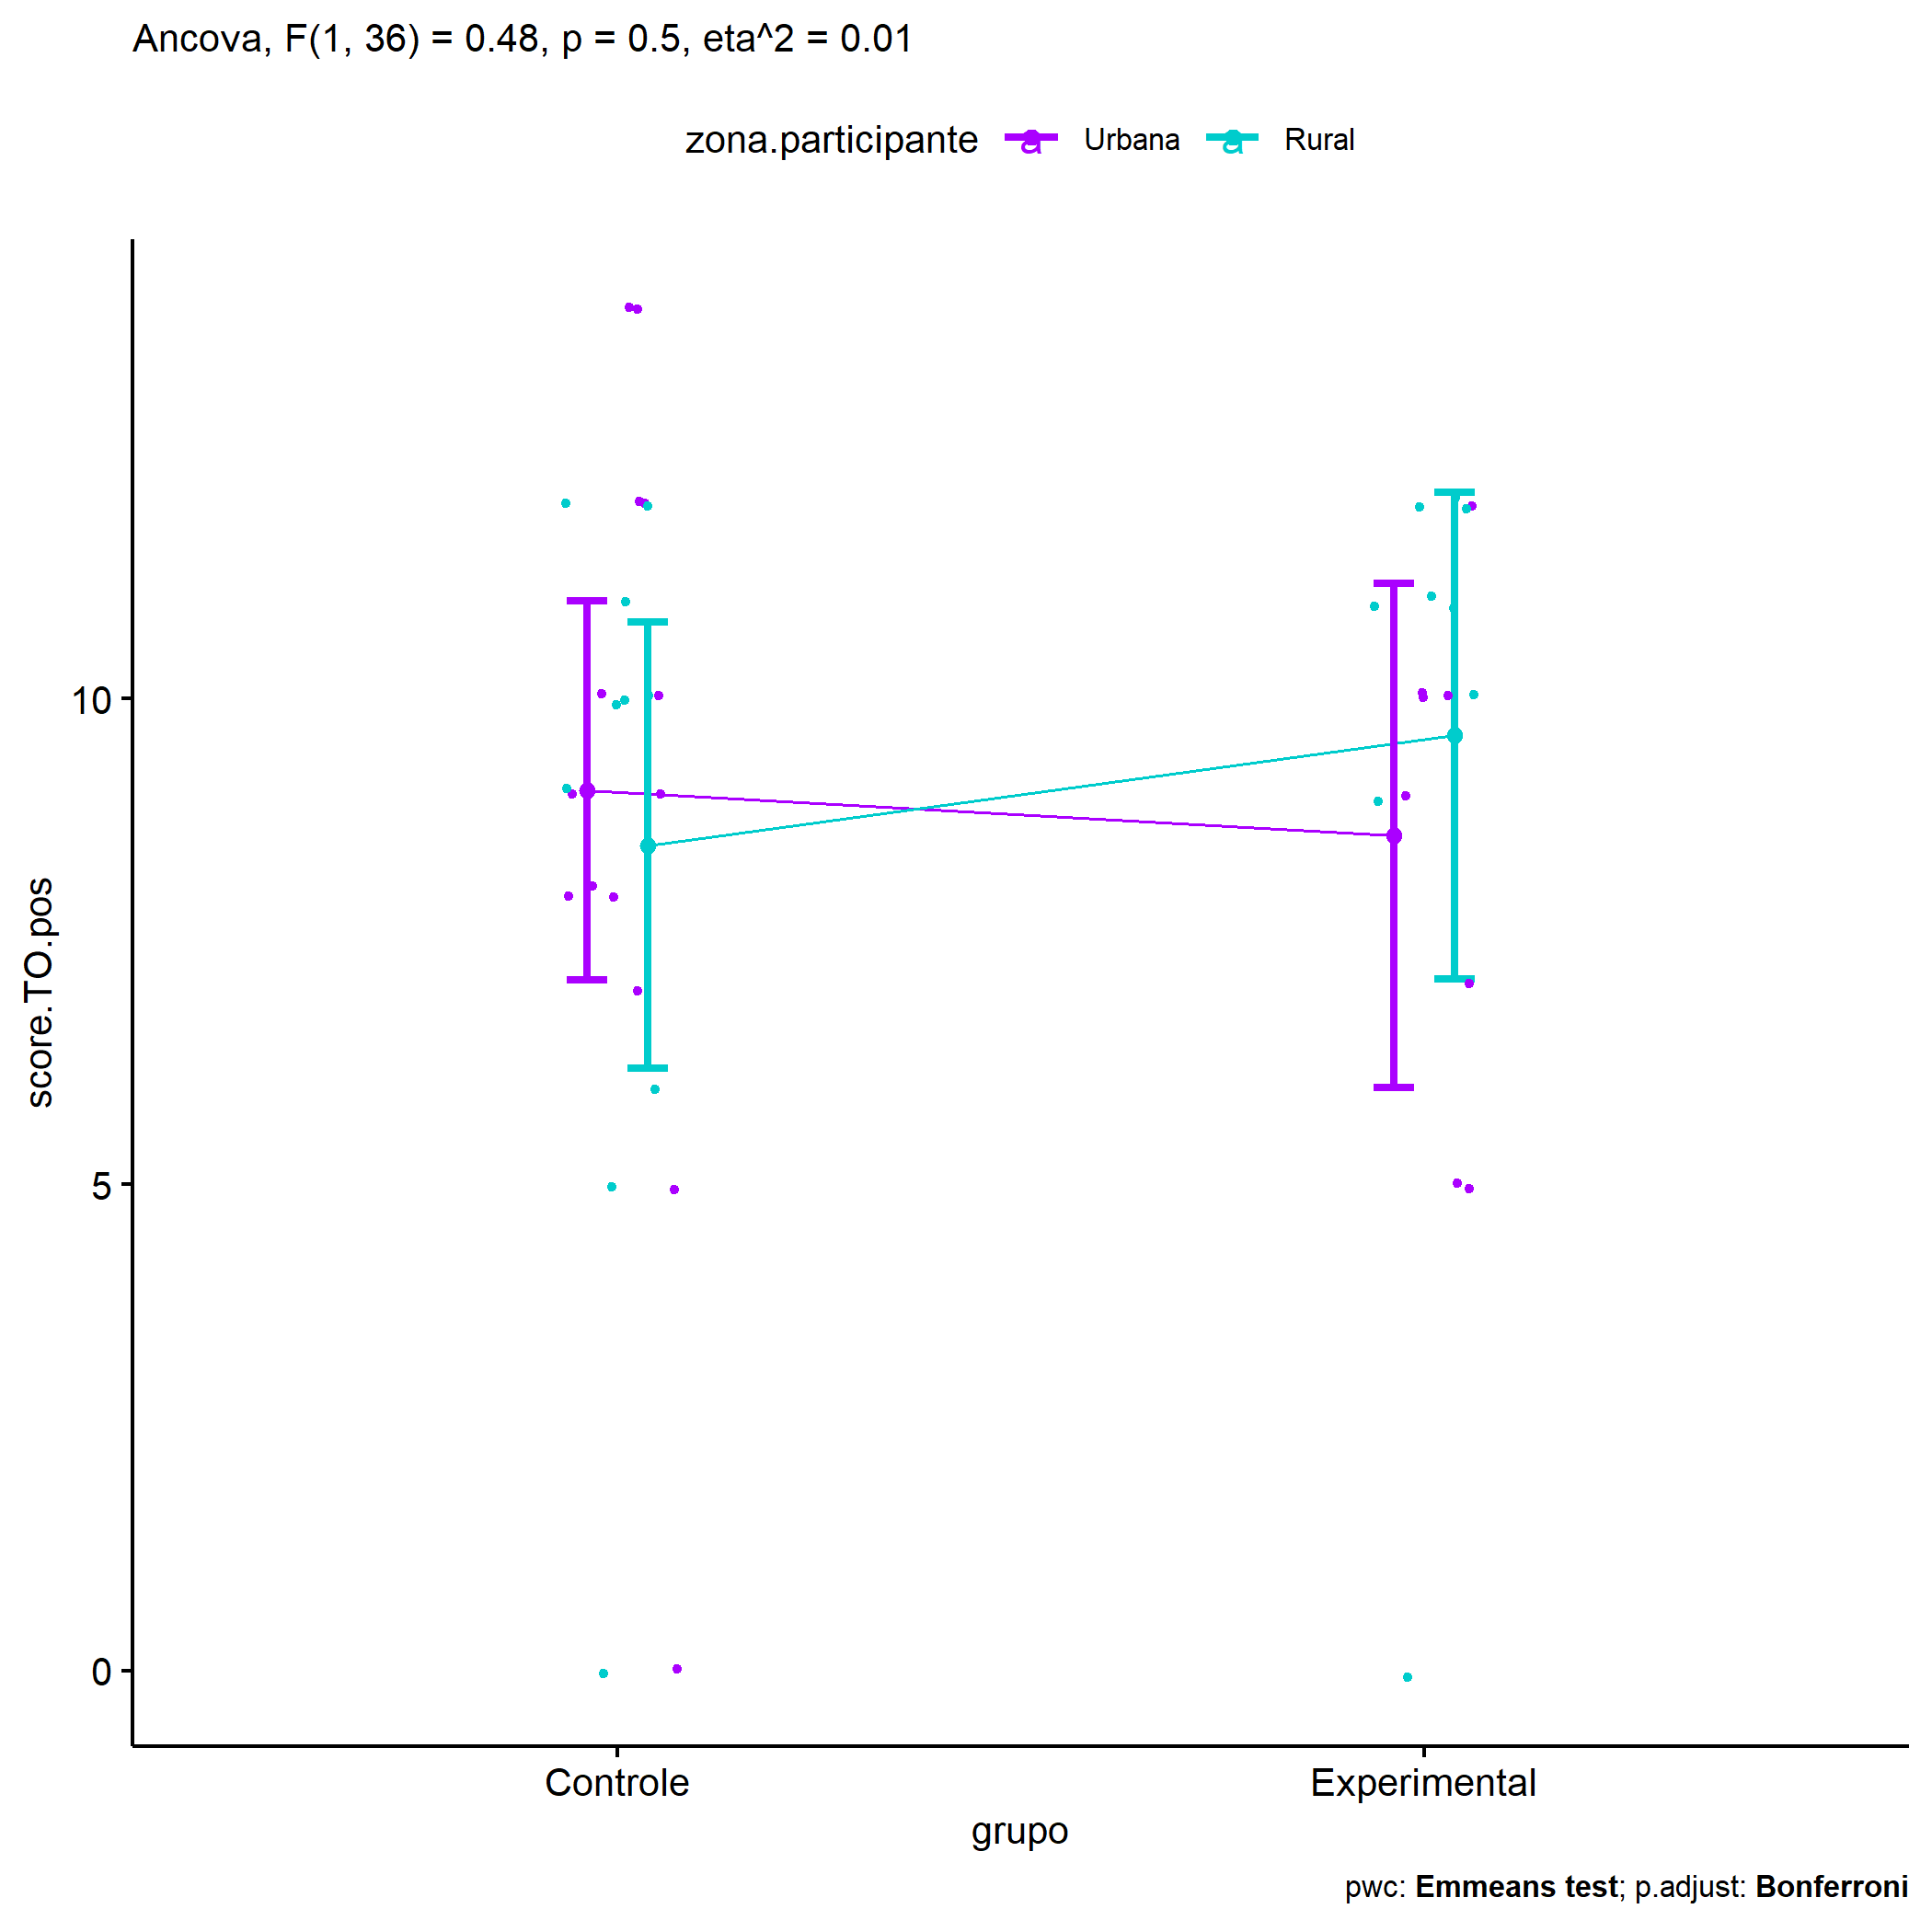 Ancova, F(1, 36) = 0.48, p = 0.5, eta^2 = 0.01
zona.participante a Urbana a Rural
score.TO.pos
10
5
0
Controle Experimental
grupo
pwc: Emmeans test; p.adjust: Bonferroni